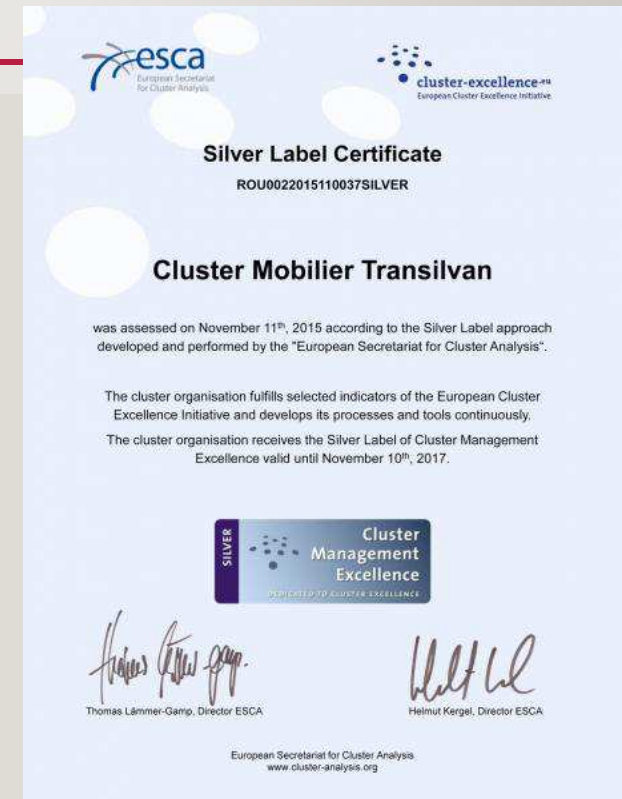 esca
European Secretariat
for Cluster Analysis
cluster-excellence.eu
European Cluster Excellence Initiative
Silver Label Certificate
ROU0022015110037SILVER
Cluster Mobilier Transilvan
was assessed on November 11th, 2015 according to the Silver Label approach
developed and performed by the "European Secretariat for Cluster Analysis".
The cluster organisation fulfills selected indicators of the European Cluster
Excellence Initiative and develops its processes and tools continuously.
The cluster organisation receives the Silver Label of Cluster Management
Excellence valid until November 10th, 2017.
SILVER
Cluster
Management
Excellence
DEDICATED TO CLUSTER EXCELLENCE
Thomas Lämmer-Gamp, Director ESCA
Helmut Kergel, Director ESCA
European Secretariat for Cluster Analysis
www.cluster-analysis.org